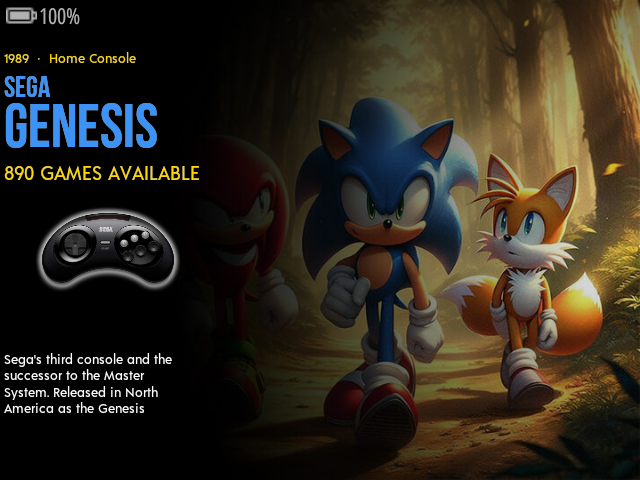 100%
1989 · Home Console
SEGA
GENESIS
890 GAMES AVAILABLE
SEGA
Sega's third console and the
successor to the Master
System. Released in North
America as the Genesis